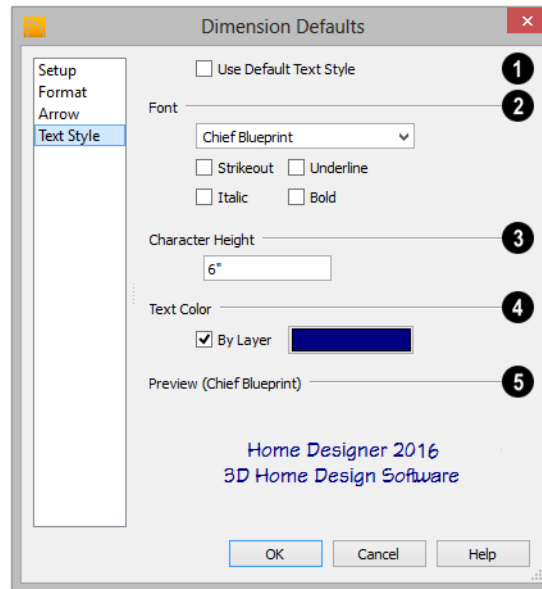 Dimension Defaults
Setup
Format
Arrow
Text Style
Use Default Text Style
1
Font
2
Chief Blueprint
Strikeout Underline
Italic Bold
Character Height
3
6"
Text Color
4
By Layer
Preview (Chief Blueprint)
5
Home Designer 2016
3D Home Design Software
OK Cancel Help